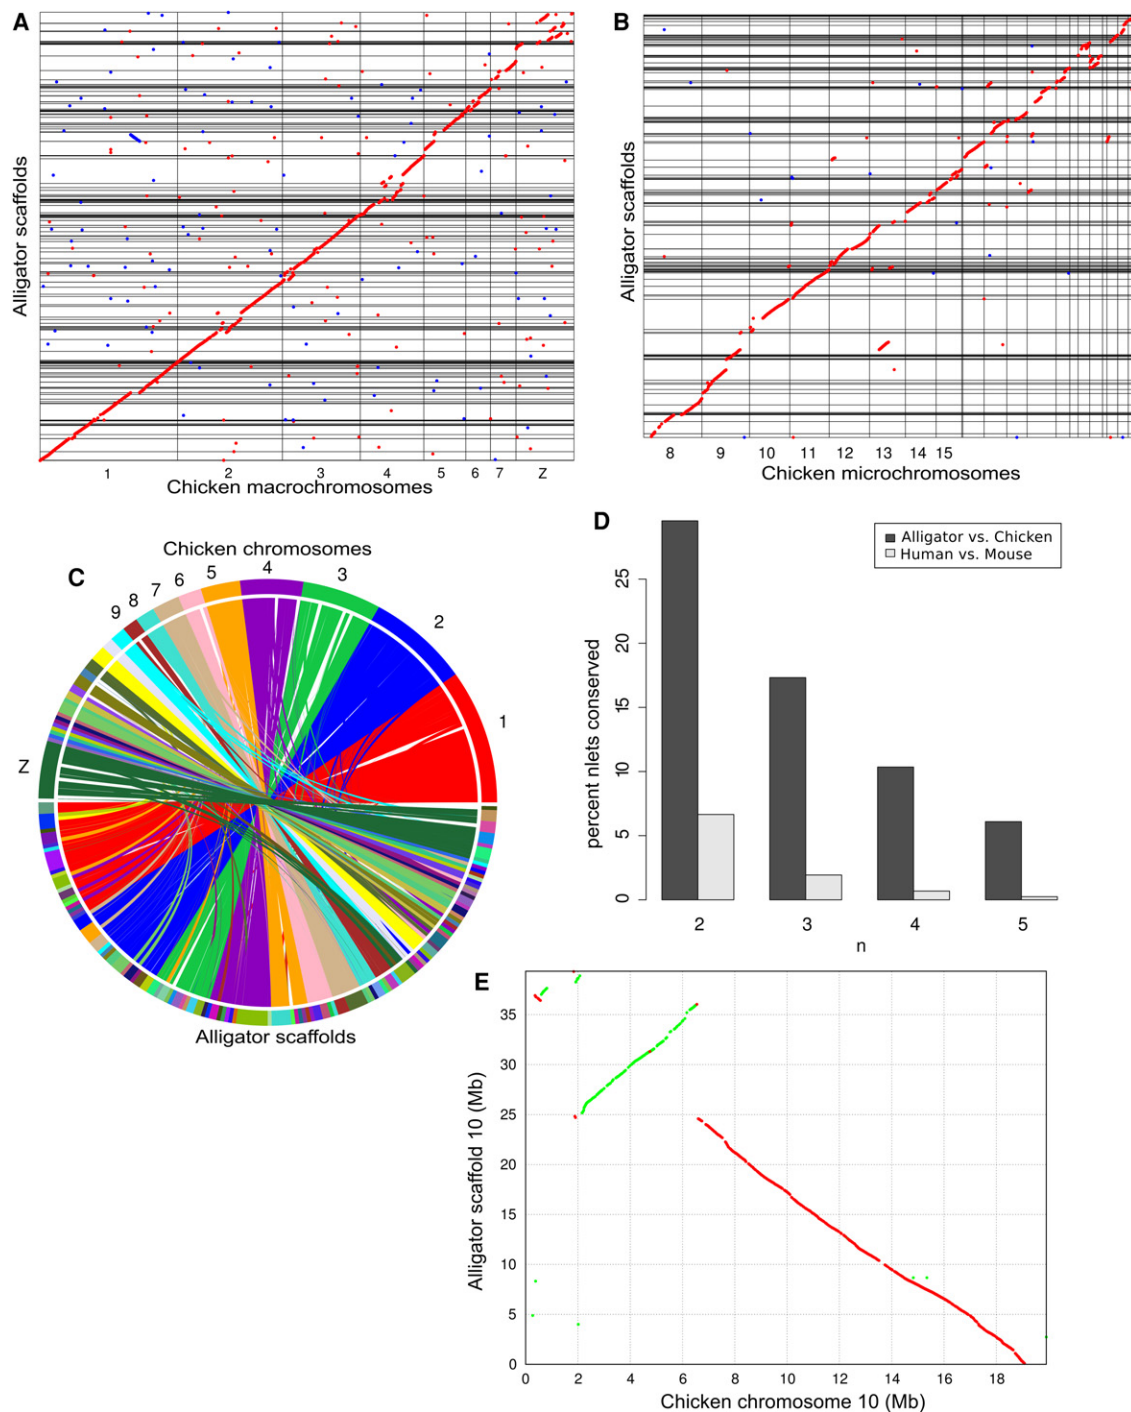 A
Alligator scaffolds
1 2 3 4 5 6 7 Z
Chicken macrochromosomes
B
Alligator scaffolds
8 9 10 11 12 13 14 15
Chicken microchromosomes
C
Chicken chromosomes
9 8 7 6 5 4 3 2 1
Z
Alligator scaffolds
D
Alligator vs. Chicken
Human vs. Mouse
percent nlets conserved
25
20
15
10
5
0
2 3 4 5
n
E
Alligator scaffold 10 (Mb)
35
30
25
20
15
10
5
0
0 2 4 6 8 10 12 14 16 18
Chicken chromosome 10 (Mb)